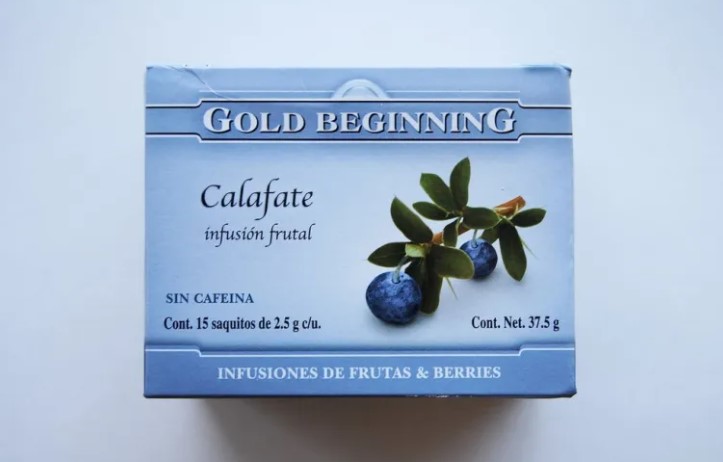 GOLD BEGINNING
Calafate
infusión frutal
SIN CAFEINA
Cont. 15 saquitos de 2.5 g c/u.
Cont. Net. 37.5 g
INFUSIONES DE FRUTAS & BERRIES